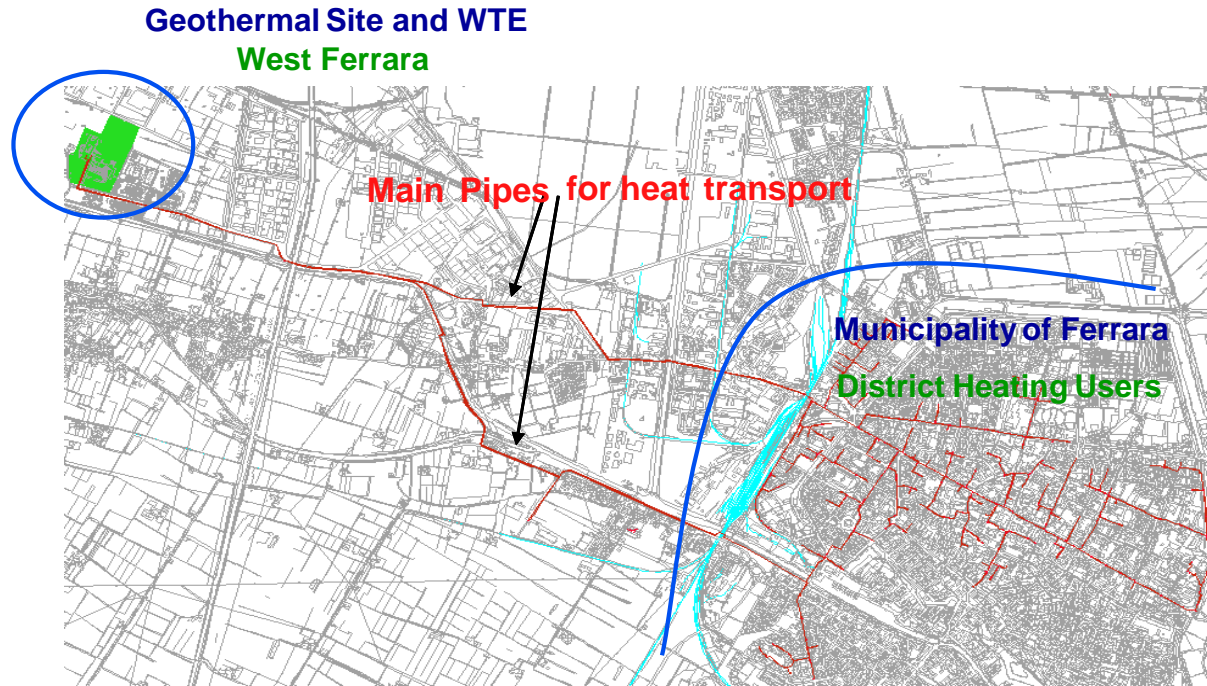 Geothermal Site and WTE
West Ferrara
Main Pipes for heat transport
Municipality of Ferrara
District Heating Users